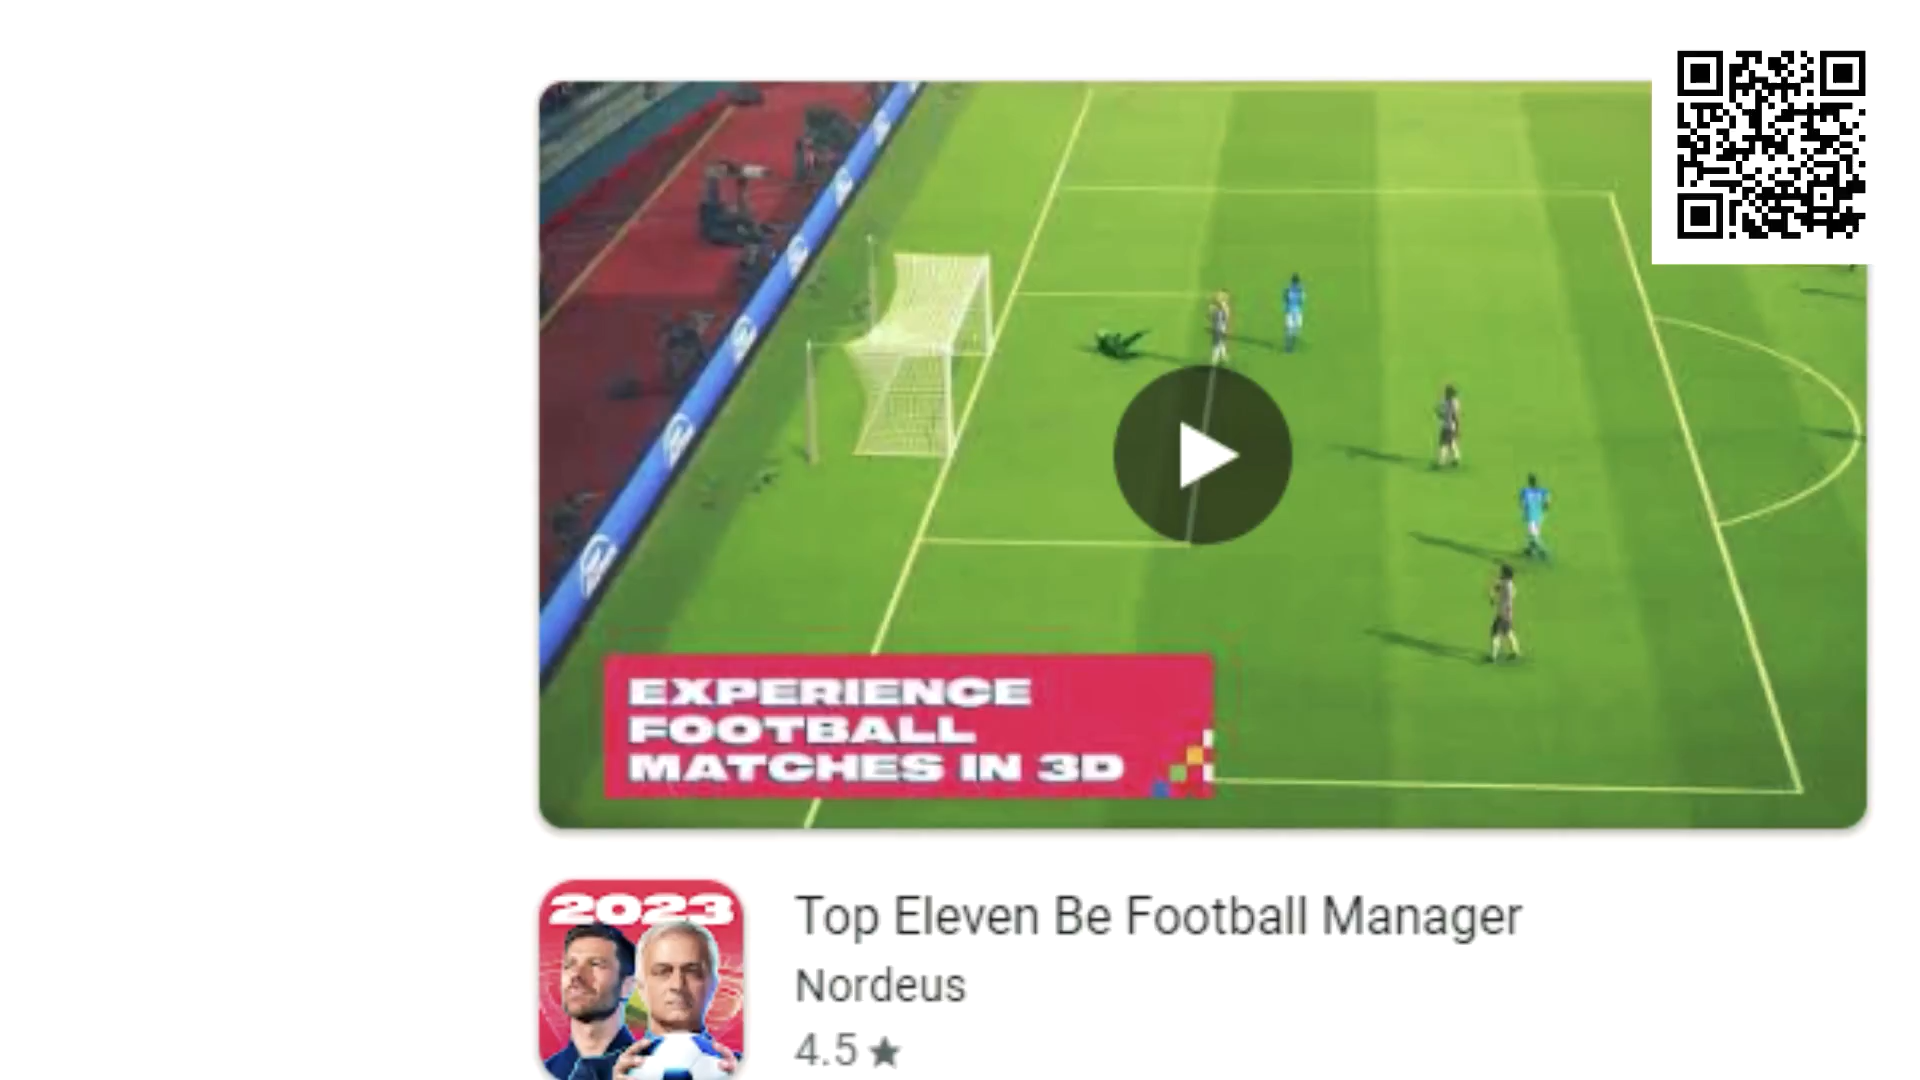 EXPERIENCE
FOOTBALL
MATCHES IN 3D
2023
Top Eleven Be Football Manager
Nordeus
4.5 ★